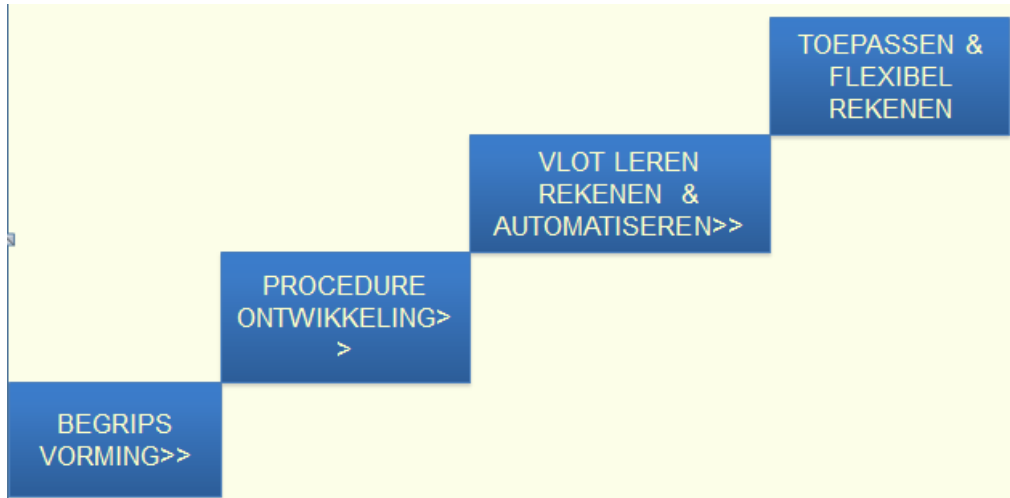 TOEPASSEN &
FLEXIBEL
REKENEN
VLOT LEREN
REKENEN &
AUTOMATISEREN>>
PROCEDURE
ONTWIKKELING>
>
BEGRIPS
VORMING>>